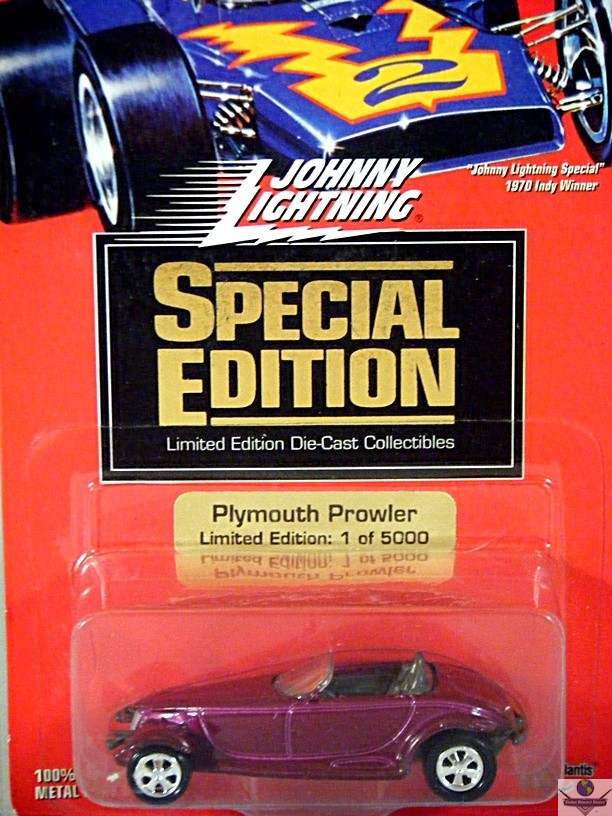 2
JOHNNY
LIGHTNING®
"Johnny Lightning Special"
1970 Indy Winner
SPECIAL
EDITION
Limited Edition Die-Cast Collectibles
Plymouth Prowler
Limited Edition: 1 of 5000
100%
METAL
lantis